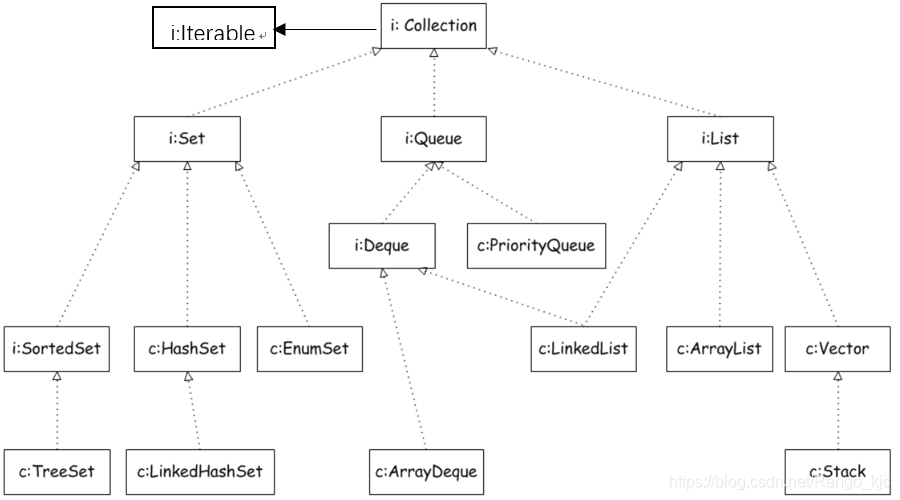 i:Iterable↵
i: Collection
i:Set
i:Queue
i:List
i:Deque
c:PriorityQueue
i:SortedSet
c:HashSet
c:EnumSet
c:LinkedList
c:ArrayList
c:Vector
c:TreeSet
c:LinkedHashSet
c:ArrayDeque
c:Stack
https://blog.csdn.net/Rango_kjc